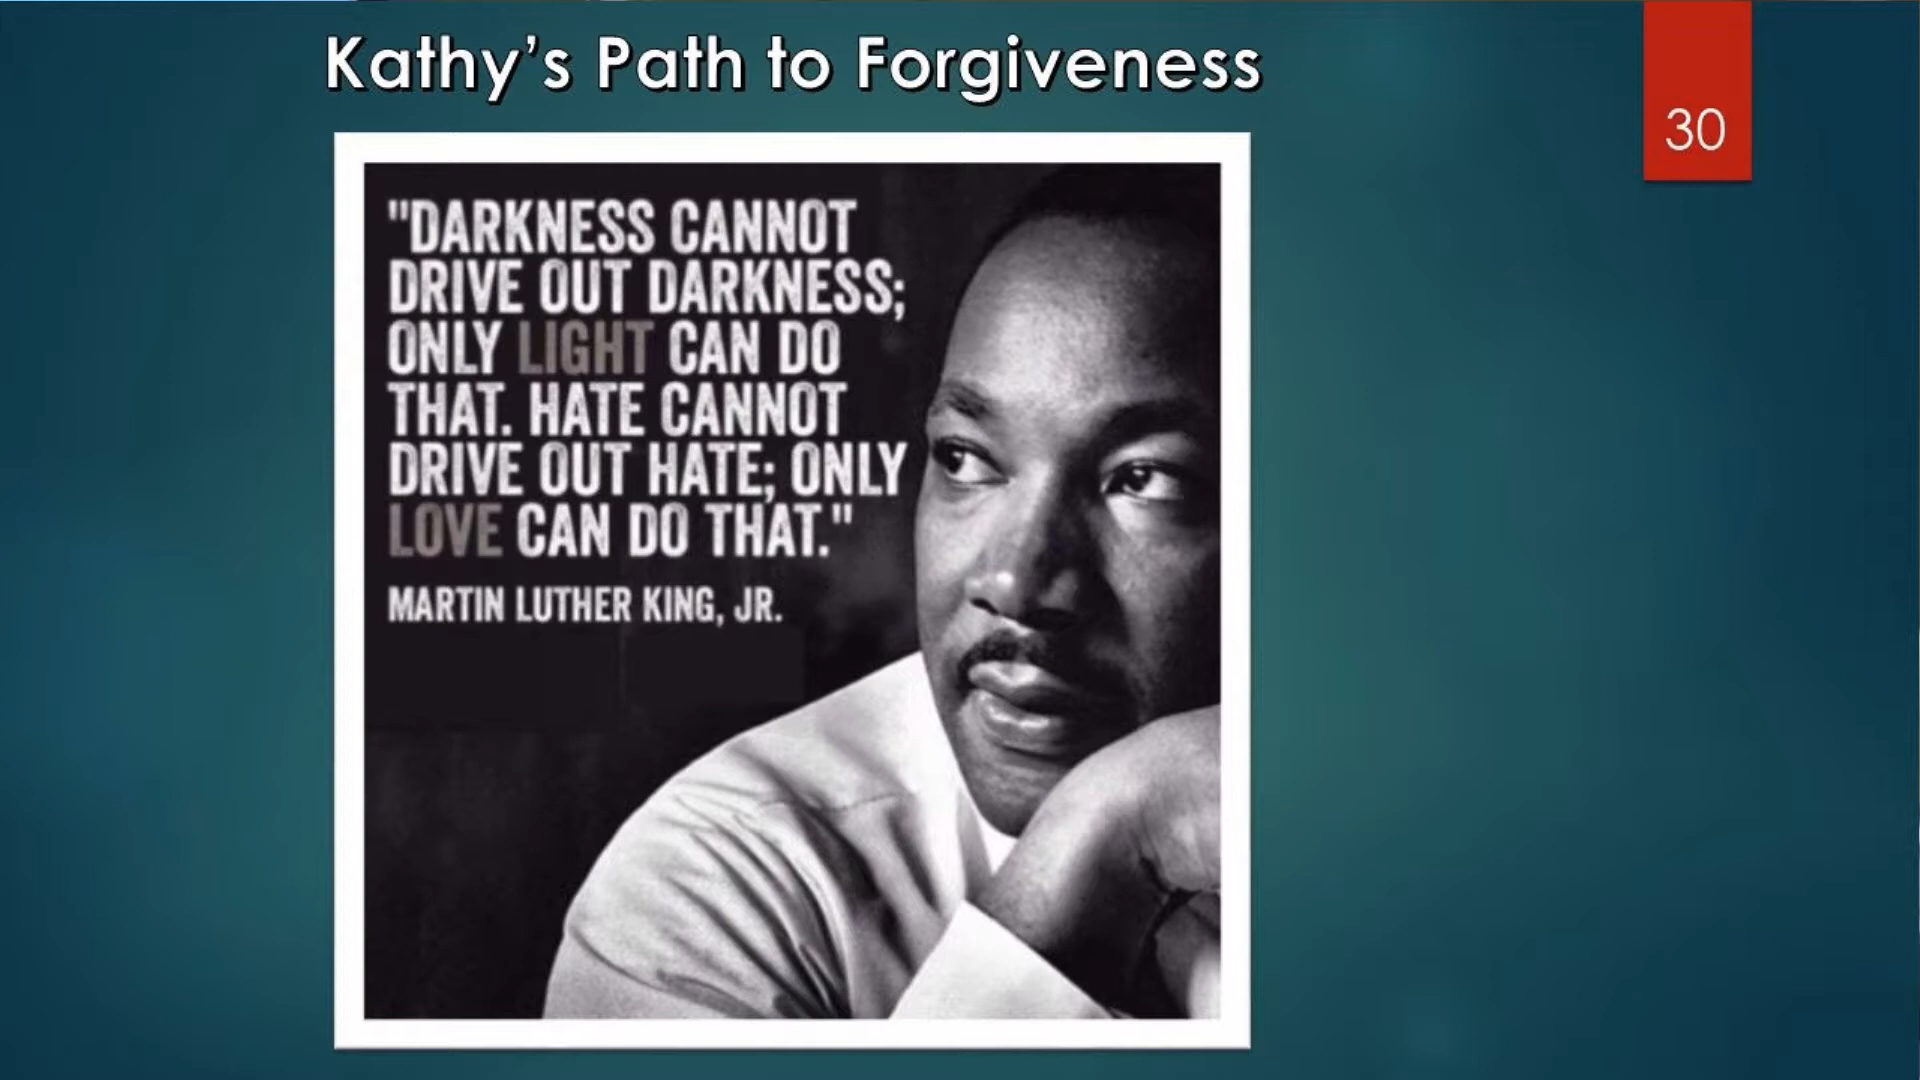 Kathy’s Path to Forgiveness
30
"DARKNESS CANNOT
DRIVE OUT DARKNESS;
ONLY LIGHT CAN DO
THAT. HATE CANNOT
DRIVE OUT HATE; ONLY
LOVE CAN DO THAT."
MARTIN LUTHER KING, JR.